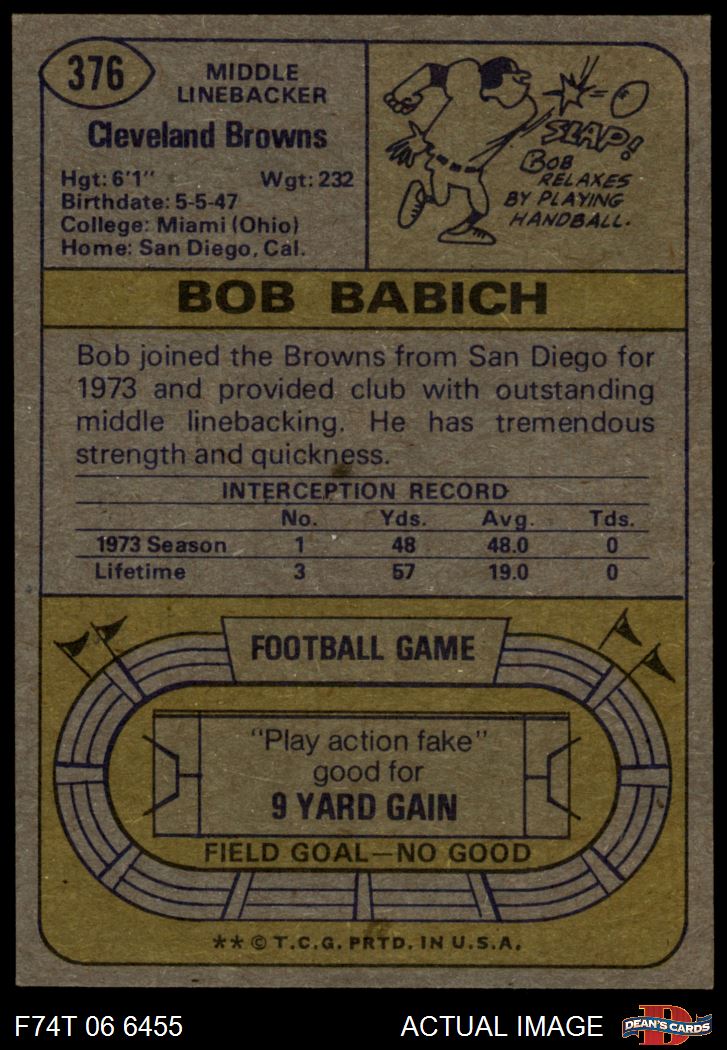 376
MIDDLE
LINEBACKER
Cleveland Browns
Hgt: 6'1" Wgt: 232
Birthdate: 5-5-47
College: Miami (Ohio)
Home: San Diego, Cal.
SLAP!
BOB
RELAXES
BY PLAYING
HANDBALL.
BOB BABICH
Bob joined the Browns from San Diego for
1973 and provided club with outstanding
middle linebacking. He has tremendous
strength and quickness.
INTERCEPTION RECORD
No. Yds. Avg. Tds.
1973 Season 1 48 48.0 0
Lifetime 3 57 19.0 0
FOOTBALL GAME
"Play action fake"
good for
9 YARD GAIN
FIELD GOAL—NO GOOD
** © T.C.G. PRTD. IN U.S.A.
F74T 06 6455 ACTUAL IMAGE
D
DEAN'S CARDS